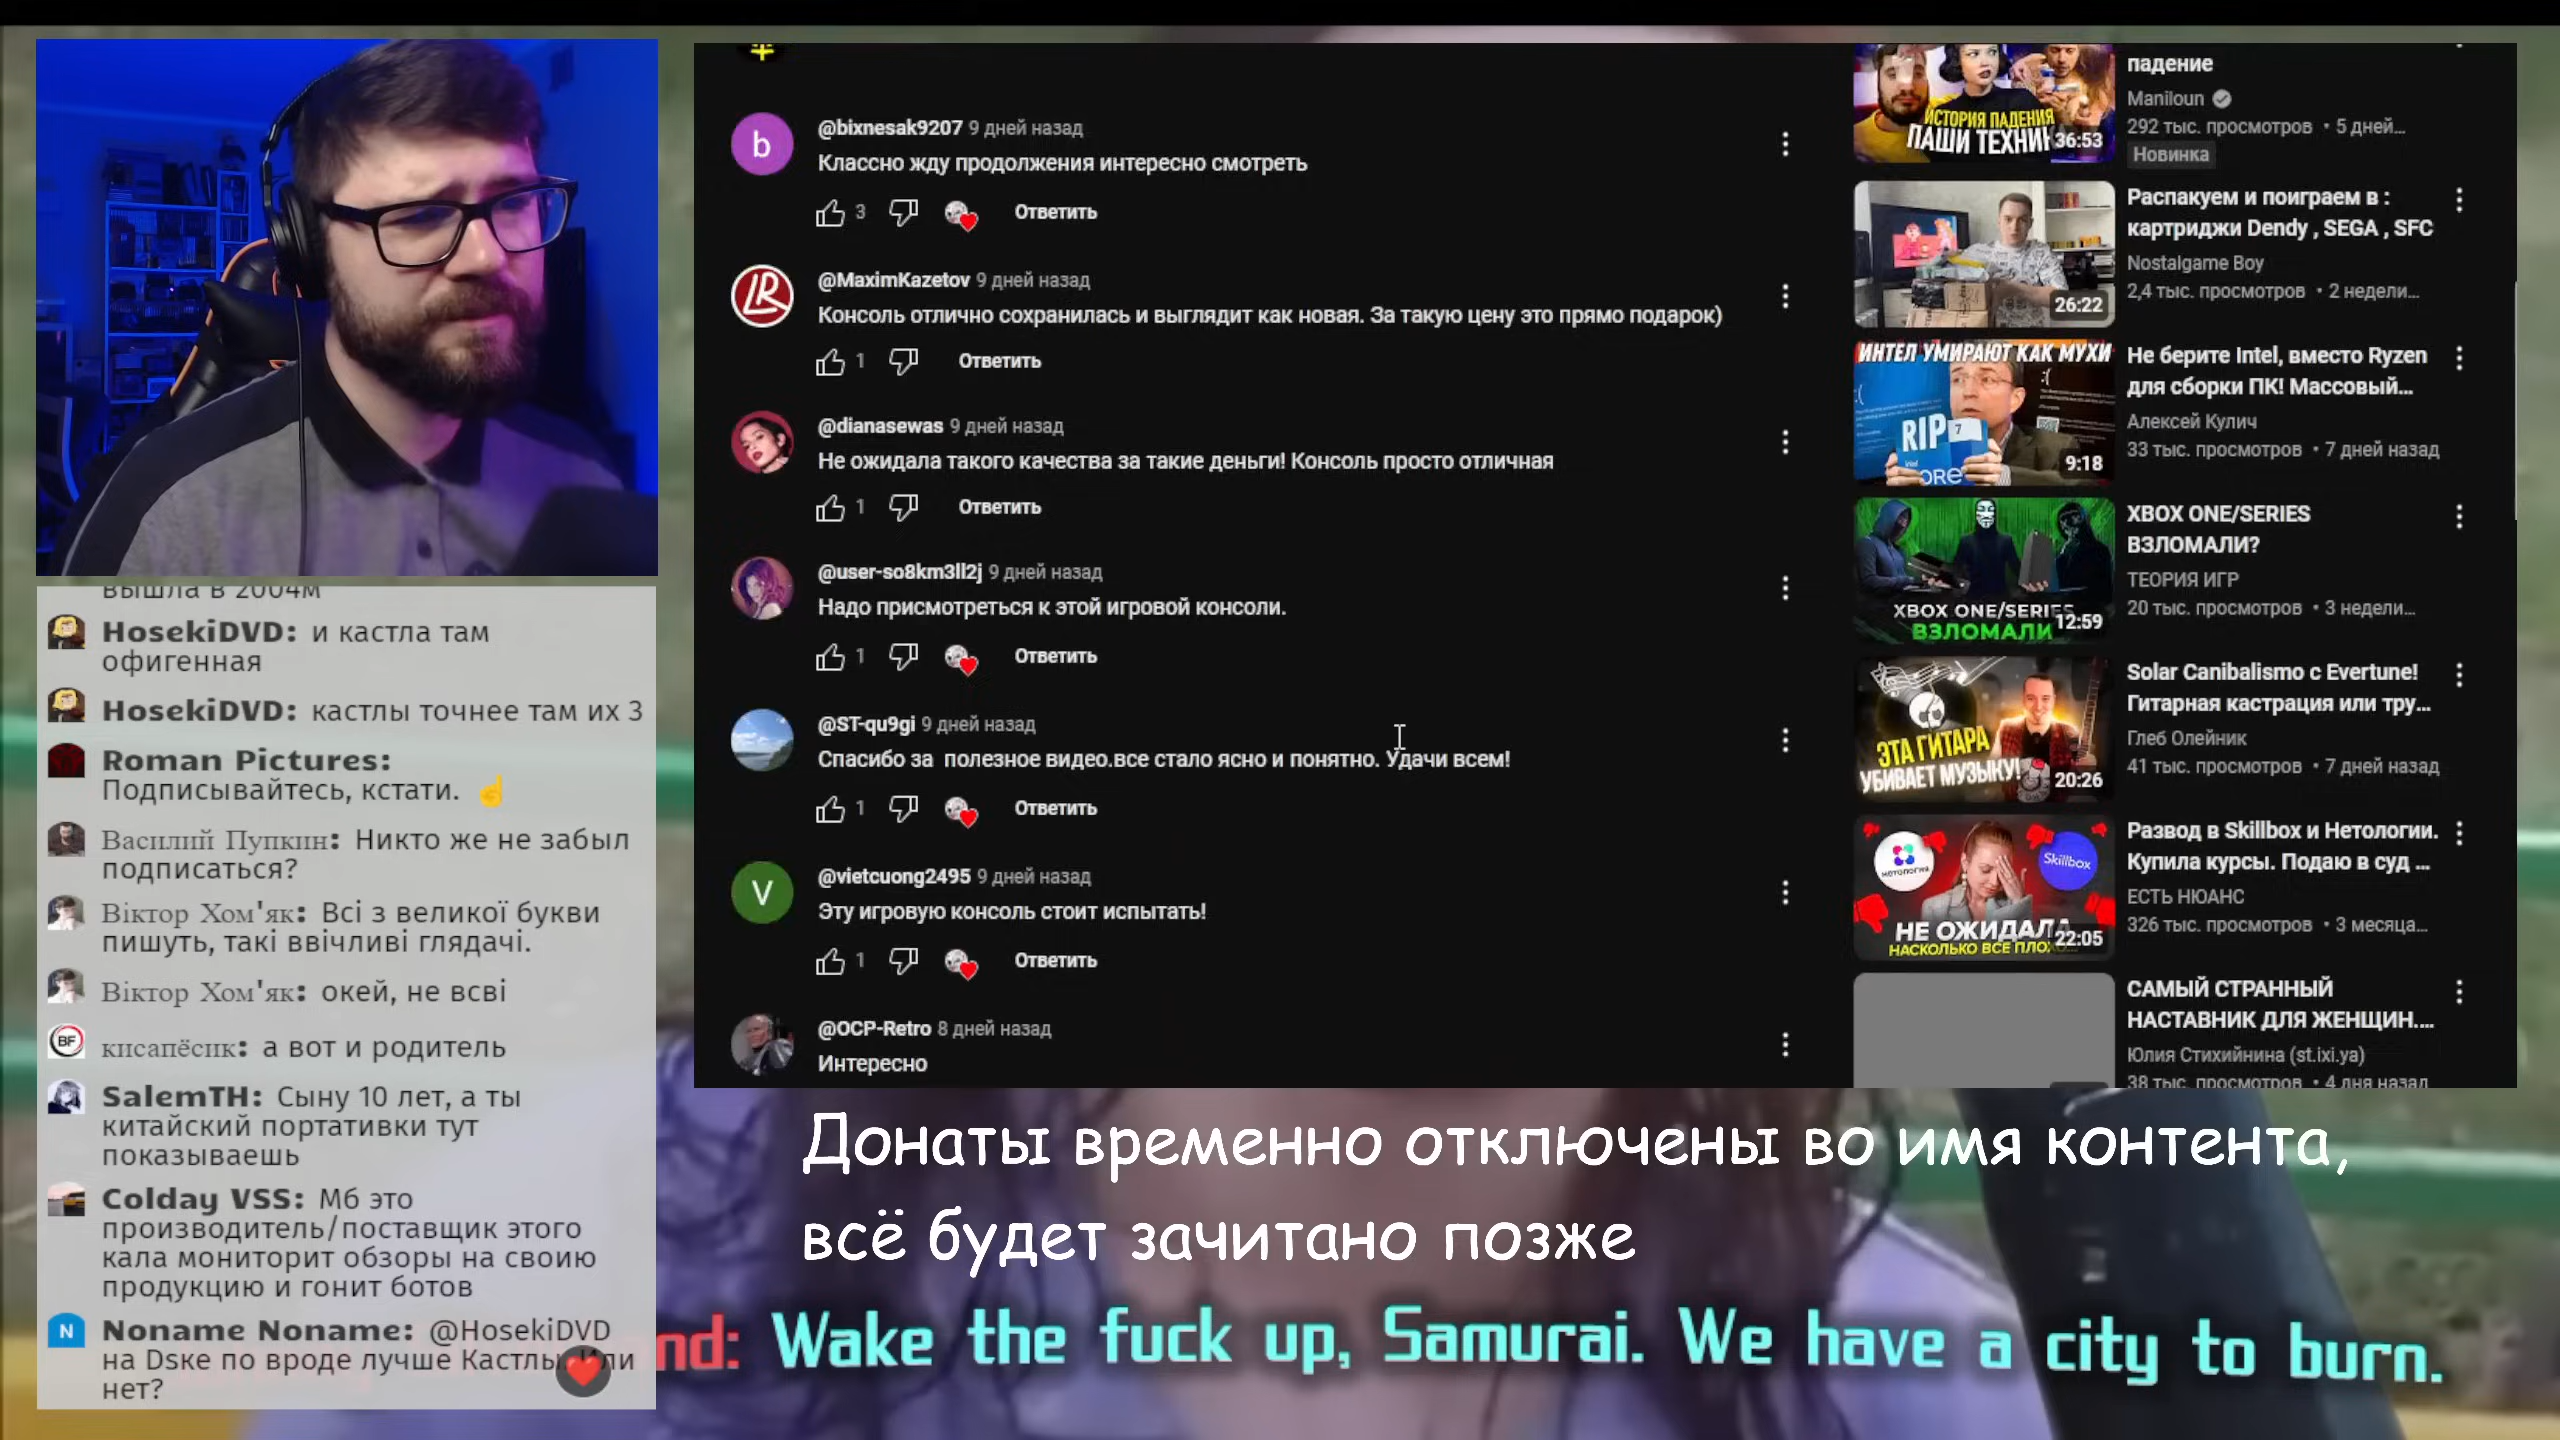 вышла в 2004м
HosekiDVD: и кастла там
офигенная
HosekiDVD: кастлы точнее там их 3
Roman Pictures:
Подписывайтесь, кстати. ☝
Василий Пупкин: Никто же не забыл
подписаться?
Віктор Хом'як: Всі з великої букви
пишуть, такі ввічливі глядачі.
Віктор Хом'як: окей, не всві
BF
кисапёсик: а вот и родитель
SalemTH: Сыну 10 лет, а ты
китайский портативки тут
показываешь
Colday VSS: Мб это
производитель/поставщик этого
кала мониторит обзоры на своию
продукцию и гонит ботов
N
Noname Noname: @HosekiDVD
на Dsке по вроде лучше Кастлы. Или
нет?
b
@bixnesak9207 9 дней назад
Классно жду продолжения интересно смотреть
3 Ответить
LR
@MaximKazetov 9 дней назад
Консоль отлично сохранилась и выглядит как новая. За такую цену это прямо подарок)
1 Ответить
@dianasewas 9 дней назад
Не ожидала такого качества за такие деньги! Консоль просто отличная
1 Ответить
@user-so8km3ll2j 9 дней назад
Надо присмотреться к этой игровой консоли.
1 Ответить
@ST-qu9gi 9 дней назад
Спасибо за  полезное видео.все стало ясно и понятно. Удачи всем!
1 Ответить
V
@vietcuong2495 9 дней назад
Эту игровую консоль стоит испытать!
1 Ответить
@OCP-Retro 8 дней назад
Интересно
ИСТОРИЯ ПАДЕНИЯ
ПАШИ ТЕХНИ
36:53
падение
Maniloun
292 тыс. просмотров • 5 дней...
Новинка
26:22
Распакуем и поиграем в :
картриджи Dendy , SEGA , SFC
Nostalgame Boy
2,4 тыс. просмотров • 2 недели...
ИНТЕЛ УМИРАЮТ КАК МУХИ
RIP
7
ORE
9:18
Не берите Intel, вместо Ryzen
для сборки ПК! Массовый...
Алексей Кулич
33 тыс. просмотров • 7 дней назад
XBOX ONE/SERIES
ВЗЛОМАЛИ
12:59
XBOX ONE/SERIES
ВЗЛОМАЛИ?
ТЕОРИЯ ИГР
20 тыс. просмотров • 3 недели...
ЭТА ГИТАРА
УБИВАЕТ МУЗЫКУ!
20:26
Solar Canibalismo с Evertune!
Гитарная кастрация или тру...
Глеб Олейник
41 тыс. просмотров • 7 дней назад
нетология
Skillbox
НЕ ОЖИДАЛА
НАСКОЛЬКО ВСЁ ПЛО
22:05
Развод в Skillbox и Нетологии.
Купила курсы. Подаю в суд ...
ЕСТЬ НЮАНС
326 тыс. просмотров • 3 месяца...
САМЫЙ СТРАННЫЙ
НАСТАВНИК ДЛЯ ЖЕНЩИН....
Юлия Стихийнина (st.ixi.ya)
38 тыс. просмотров • 4 дня назад
Донаты временно отключены во имя контента,
всё будет зачитано позже
nd: Wake the fuck up, Samurai. We have a city to burn.